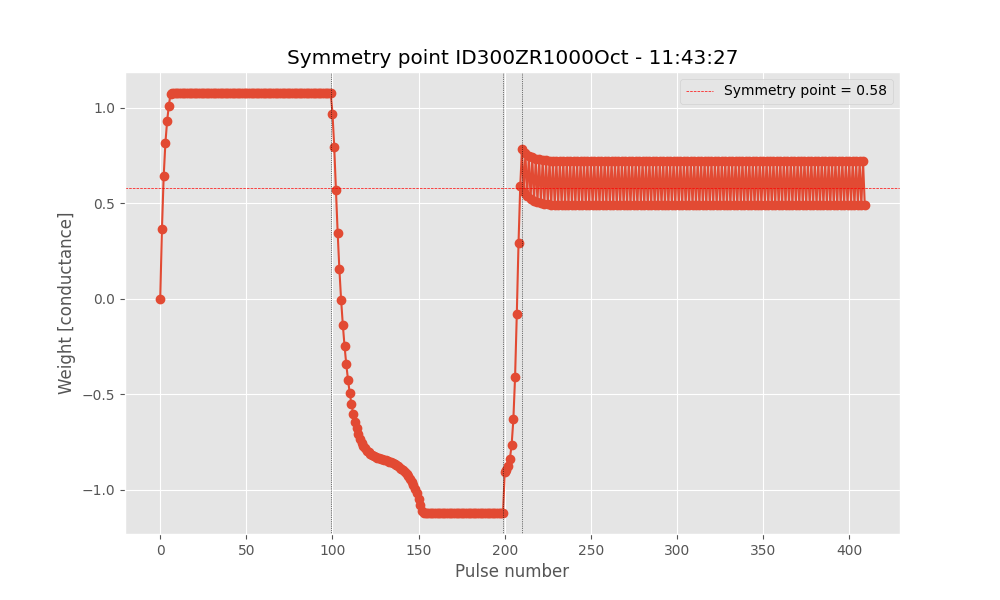 Symmetry point ID300ZR1000Oct - 11:43:27
Symmetry point = 0.58
Weight [conductance]
1.0
0.5
0.0
−0.5
−1.0
0 50 100 150 200 250 300 350 400
Pulse number